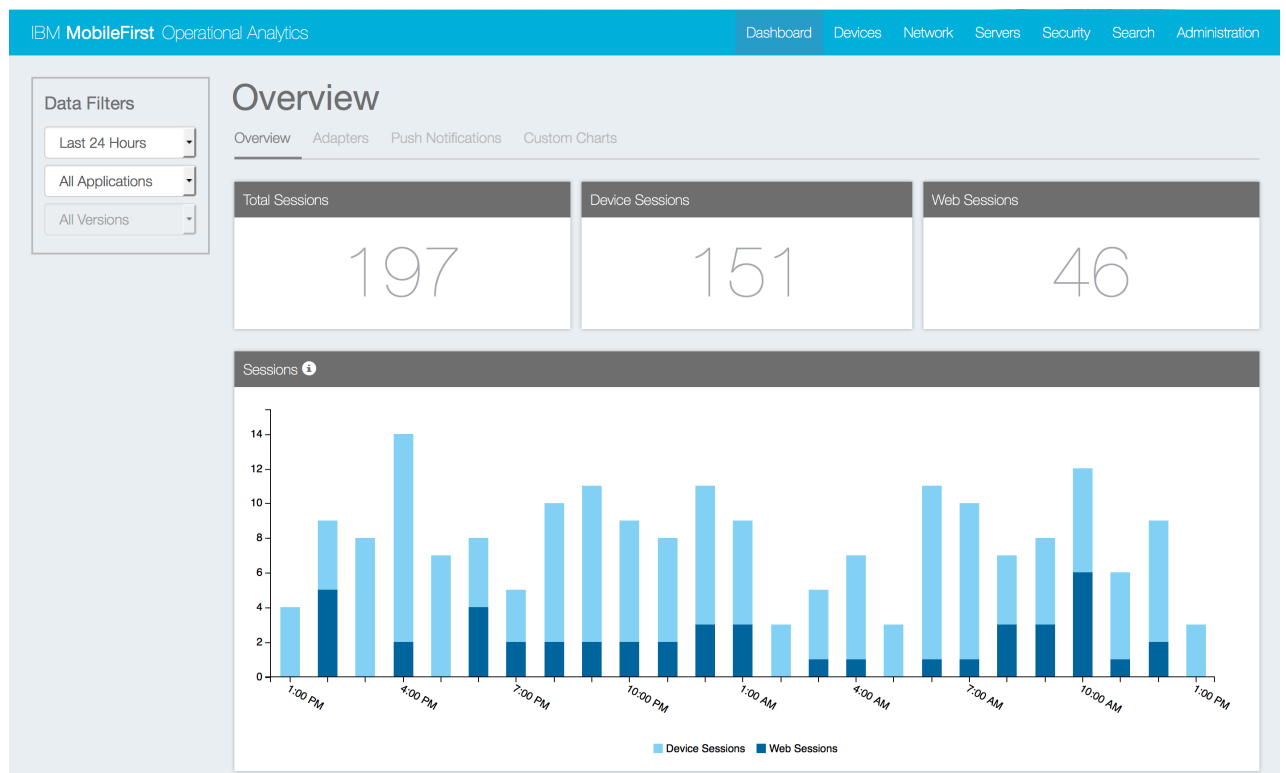 IBM MobileFirst Operational Analytics
Dashboard Devices Network Servers Security Search Administration
Data Filters
Last 24 Hours
All Applications
All Versions
Overview
Overview Adapters Push Notifications Custom Charts
Total Sessions
197
Device Sessions
151
Web Sessions
46
Sessions
14
12
10
8
6
4
2
0
1:00 PM 4:00 PM 7:00 PM 10:00 PM 1:00 AM 4:00 AM 7:00 AM 10:00 AM 1:00 PM
Device Sessions Web Sessions